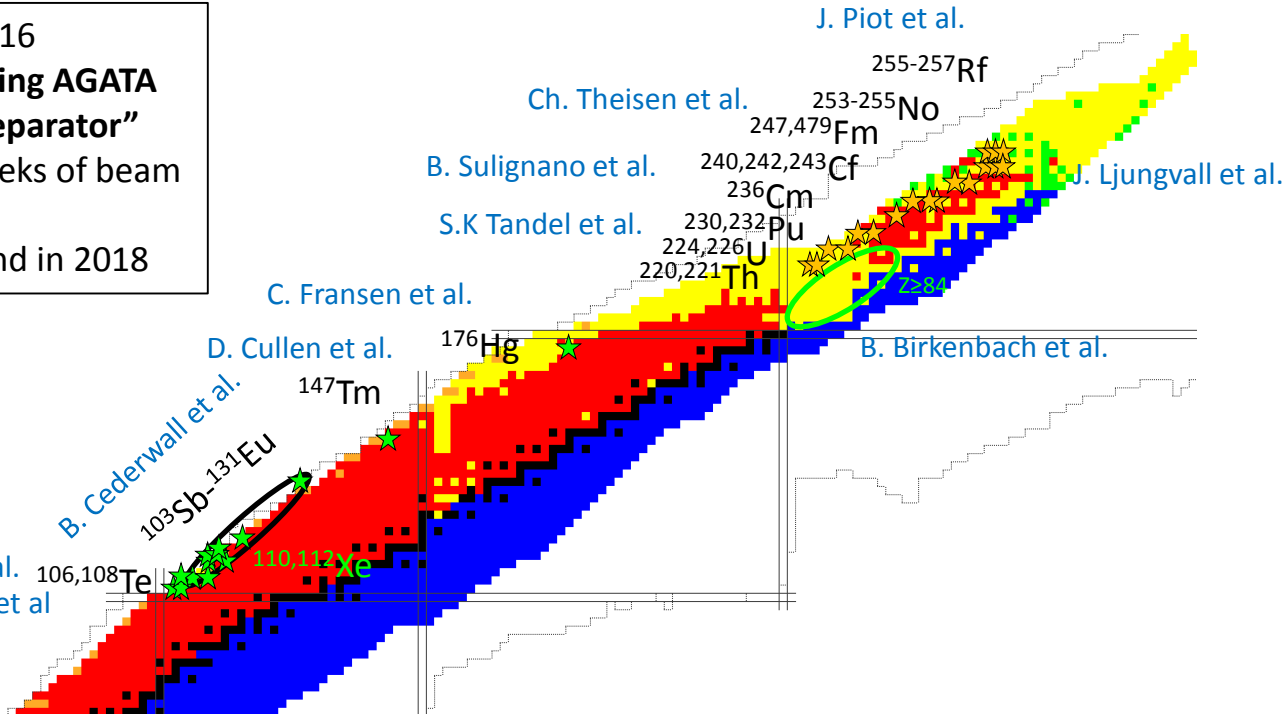 16
ing AGATA
eparator”
eks of beam
nd in 2018
J. Piot et al.
255-257Rf
Ch. Theisen et al.
253-255No
247,479Fm
B. Sulignano et al.
240,242,243Cf
J. Ljungvall et al.
236Cm
S.K Tandel et al.
230,232Pu
224,226U
220,221Th
Z≥84
C. Fransen et al.
176Hg
D. Cullen et al.
B. Birkenbach et al.
147Tm
B. Cederwall et al.
103Sb-131Eu
110,112Xe
al.
106,108Te
et al